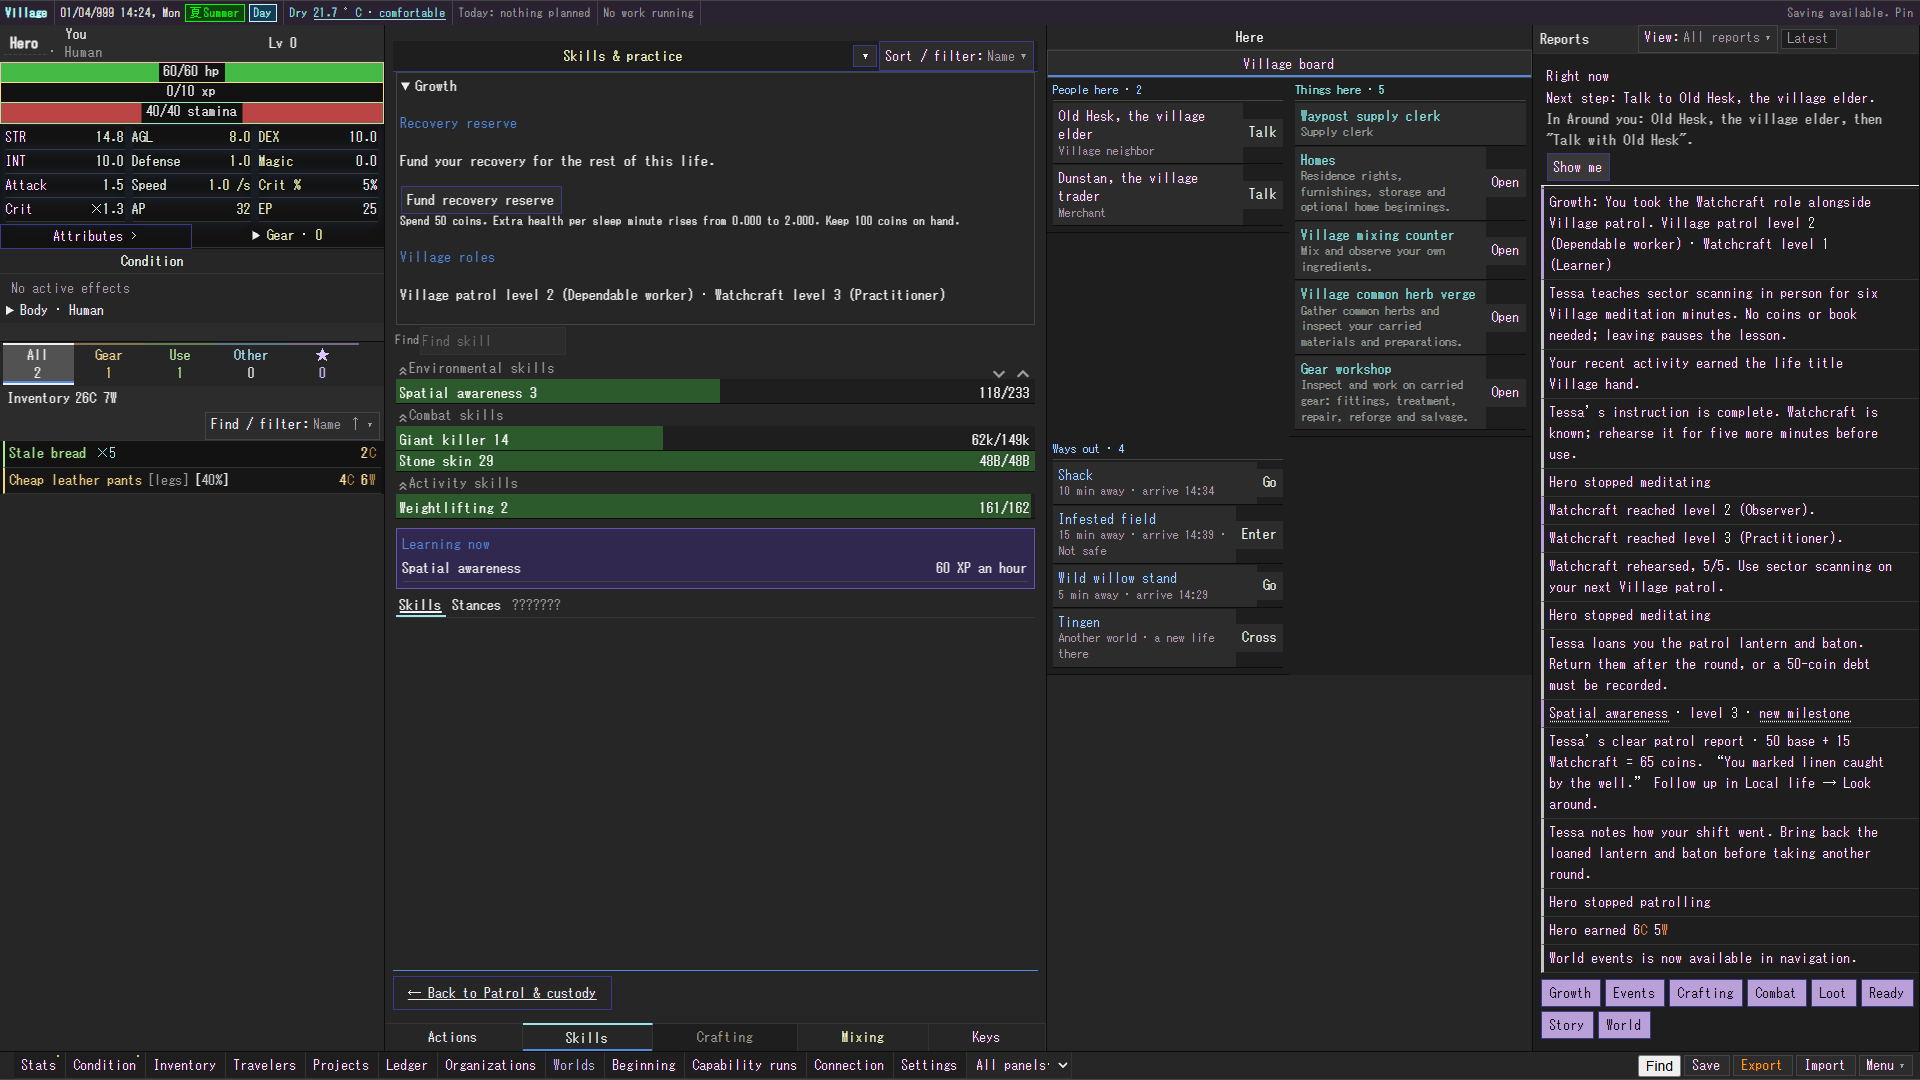 Village 01/04/999 14:24, Mon 夏Summer Day Dry 21.7 °C · comfortable Today: nothing planned No work running Saving available. Pin
Hero · You
Human
Lv 0
60/60 hp
0/10 xp
40/40 stamina
STR 14.8 AGL 8.0 DEX 10.0
INT 10.0 Defense 1.0 Magic 0.0
Attack 1.5 Speed 1.0 /s Crit % 5%
Crit ×1.3 AP 32 EP 25
Attributes > ▶ Gear · 0
Condition
No active effects
▶ Body · Human
All Gear Use Other ★
2 1 1 0 0
Inventory 26C 7W
Find / filter: Name ↑ ▾
Stale bread ×5 2C
Cheap leather pants [legs] [40%] 4C 6W
Skills & practice ▾ Sort / filter: Name ▾
▼ Growth
Recovery reserve
Fund your recovery for the rest of this life.
Fund recovery reserve
Spend 50 coins. Extra health per sleep minute rises from 0.000 to 2.000. Keep 100 coins on hand.
Village roles
Village patrol level 2 (Dependable worker) · Watchcraft level 3 (Practitioner)
Find Find skill
Environmental skills
Spatial awareness 3 118/233
Combat skills
Giant killer 14 62k/149k
Stone skin 29 48B/48B
Activity skills
Weightlifting 2 161/162
Learning now
Spatial awareness 60 XP an hour
Skills Stances ???????
← Back to Patrol & custody
Actions Skills Crafting Mixing Keys
Here
Village board
People here · 2
Old Hesk, the village elder
Village neighbor
Talk
Dunstan, the village trader
Merchant
Talk
Things here · 5
Waypost supply clerk
Supply clerk
Homes
Residence rights,
furnishings, storage and
optional home beginnings.
Open
Village mixing counter
Mix and observe your own
ingredients.
Open
Village common herb verge
Gather common herbs and
inspect your carried
materials and preparations.
Open
Gear workshop
Inspect and work on carried
gear: fittings, treatment,
repair, reforge and salvage.
Open
Ways out · 4
Shack
10 min away · arrive 14:34
Go
Infested field
15 min away · arrive 14:39 ·
Not safe
Enter
Wild willow stand
5 min away · arrive 14:29
Go
Tingen
Another world · a new life
there
Cross
Reports View: All reports ▾ Latest
Right now
Next step: Talk to Old Hesk, the village elder.
In Around you: Old Hesk, the village elder, then
"Talk with Old Hesk".
Show me
Growth: You took the Watchcraft role alongside
Village patrol. Village patrol level 2
(Dependable worker) · Watchcraft level 1
(Learner)
Tessa teaches sector scanning in person for six
Village meditation minutes. No coins or book
needed; leaving pauses the lesson.
Your recent activity earned the life title
Village hand.
Tessa's instruction is complete. Watchcraft is
known; rehearse it for five more minutes before
use.
Hero stopped meditating
Watchcraft reached level 2 (Observer).
Watchcraft reached level 3 (Practitioner).
Watchcraft rehearsed, 5/5. Use sector scanning on
your next Village patrol.
Hero stopped meditating
Tessa loans you the patrol lantern and baton.
Return them after the round, or a 50-coin debt
must be recorded.
Spatial awareness · level 3 · new milestone
Tessa's clear patrol report · 50 base + 15
Watchcraft = 65 coins. “You marked linen caught
by the well.” Follow up in Local life → Look
around.
Tessa notes how your shift went. Bring back the
loaned lantern and baton before taking another
round.
Hero stopped patrolling
Hero earned 6C 5W
World events is now available in navigation.
Growth Events Crafting Combat Loot Ready
Story World
Stats Condition Inventory Travelers Projects Ledger Organizations Worlds Beginning Capability runs Connection Settings All panels Find Save Export Import Menu ▾